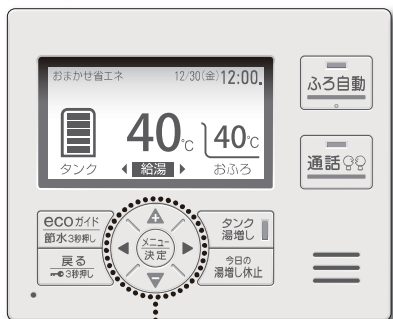 おまかせ省エネ 12/30(金)12:00
40℃ 40℃
タンク 給湯 おふろ
ふろ自動
通話
ecoガイド
節水3秒押し
戻る
3秒押し
メニュー
決定
タンク
湯増し
今日の
湯増し休止